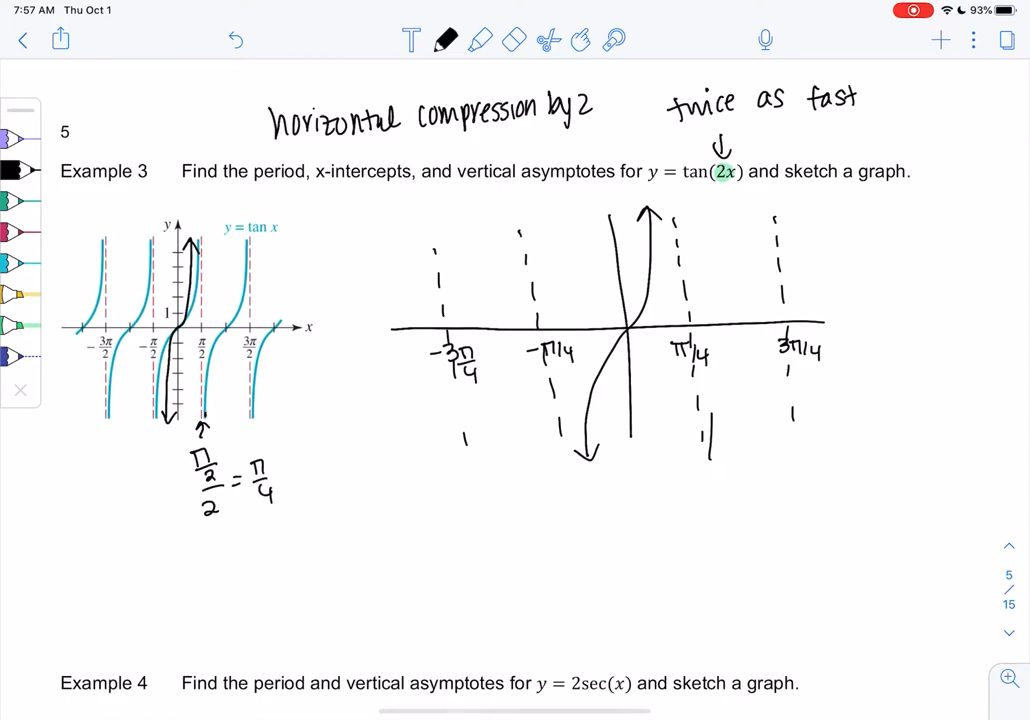 7:57 AM Thu Oct 1
93%
T
horizontal compression by 2 twice as fast
5
Example 3 Find the period, x-intercepts, and vertical asymptotes for y = tan(2x) and sketch a graph.
y
y = tan x
1
x
-3π/2 -π/2 π/2 3π/2
-3π/4 -π/4 π/4 3π/4
π/2/2 = π/4
5
/
15
Example 4 Find the period and vertical asymptotes for y = 2sec(x) and sketch a graph.